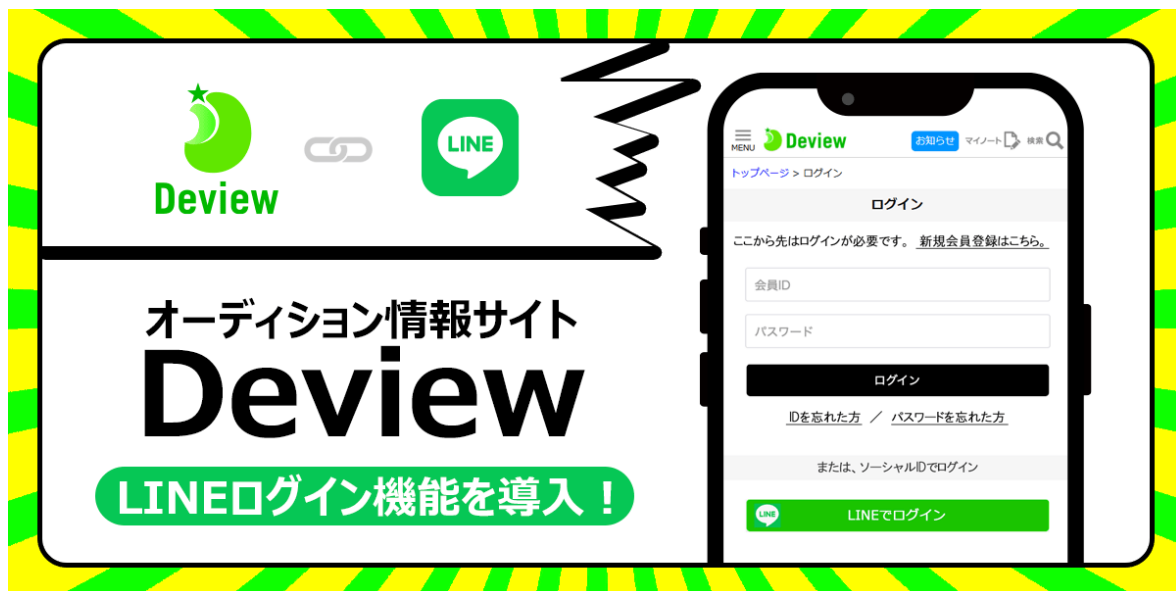 Deview
LINE
オーディション情報サイト
Deview
LINEログイン機能を導入！
MENU
Deview
お知らせ
マイノート
検索
トップページ > ログイン
ログイン
ここから先はログインが必要です。 新規会員登録はこちら。
会員ID
パスワード
ログイン
IDを忘れた方 ／ パスワードを忘れた方
または、ソーシャルIDでログイン
LINE
LINEでログイン